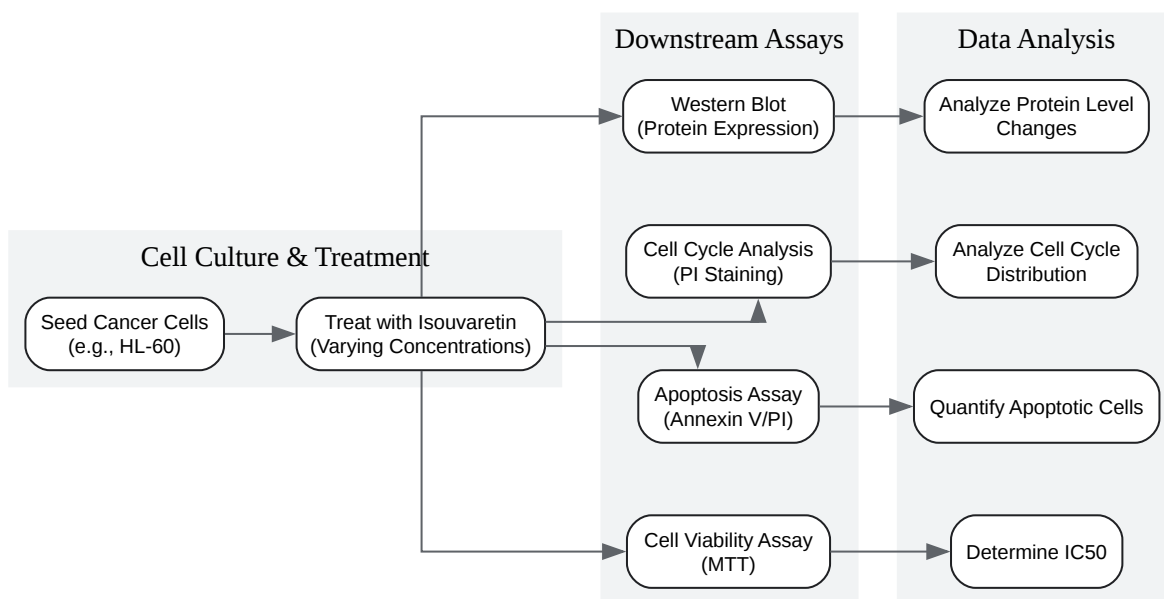 Downstream Assays
Data Analysis
Western Blot
(Protein Expression)
Analyze Protein Level
Changes
Cell Culture & Treatment
Cell Cycle Analysis
(PI Staining)
Analyze Cell Cycle
Distribution
Seed Cancer Cells
(e.g., HL-60)
Treat with Isouvaretin
(Varying Concentrations)
Apoptosis Assay
(Annexin V/PI)
Quantify Apoptotic Cells
Cell Viability Assay
(MTT)
Determine IC50